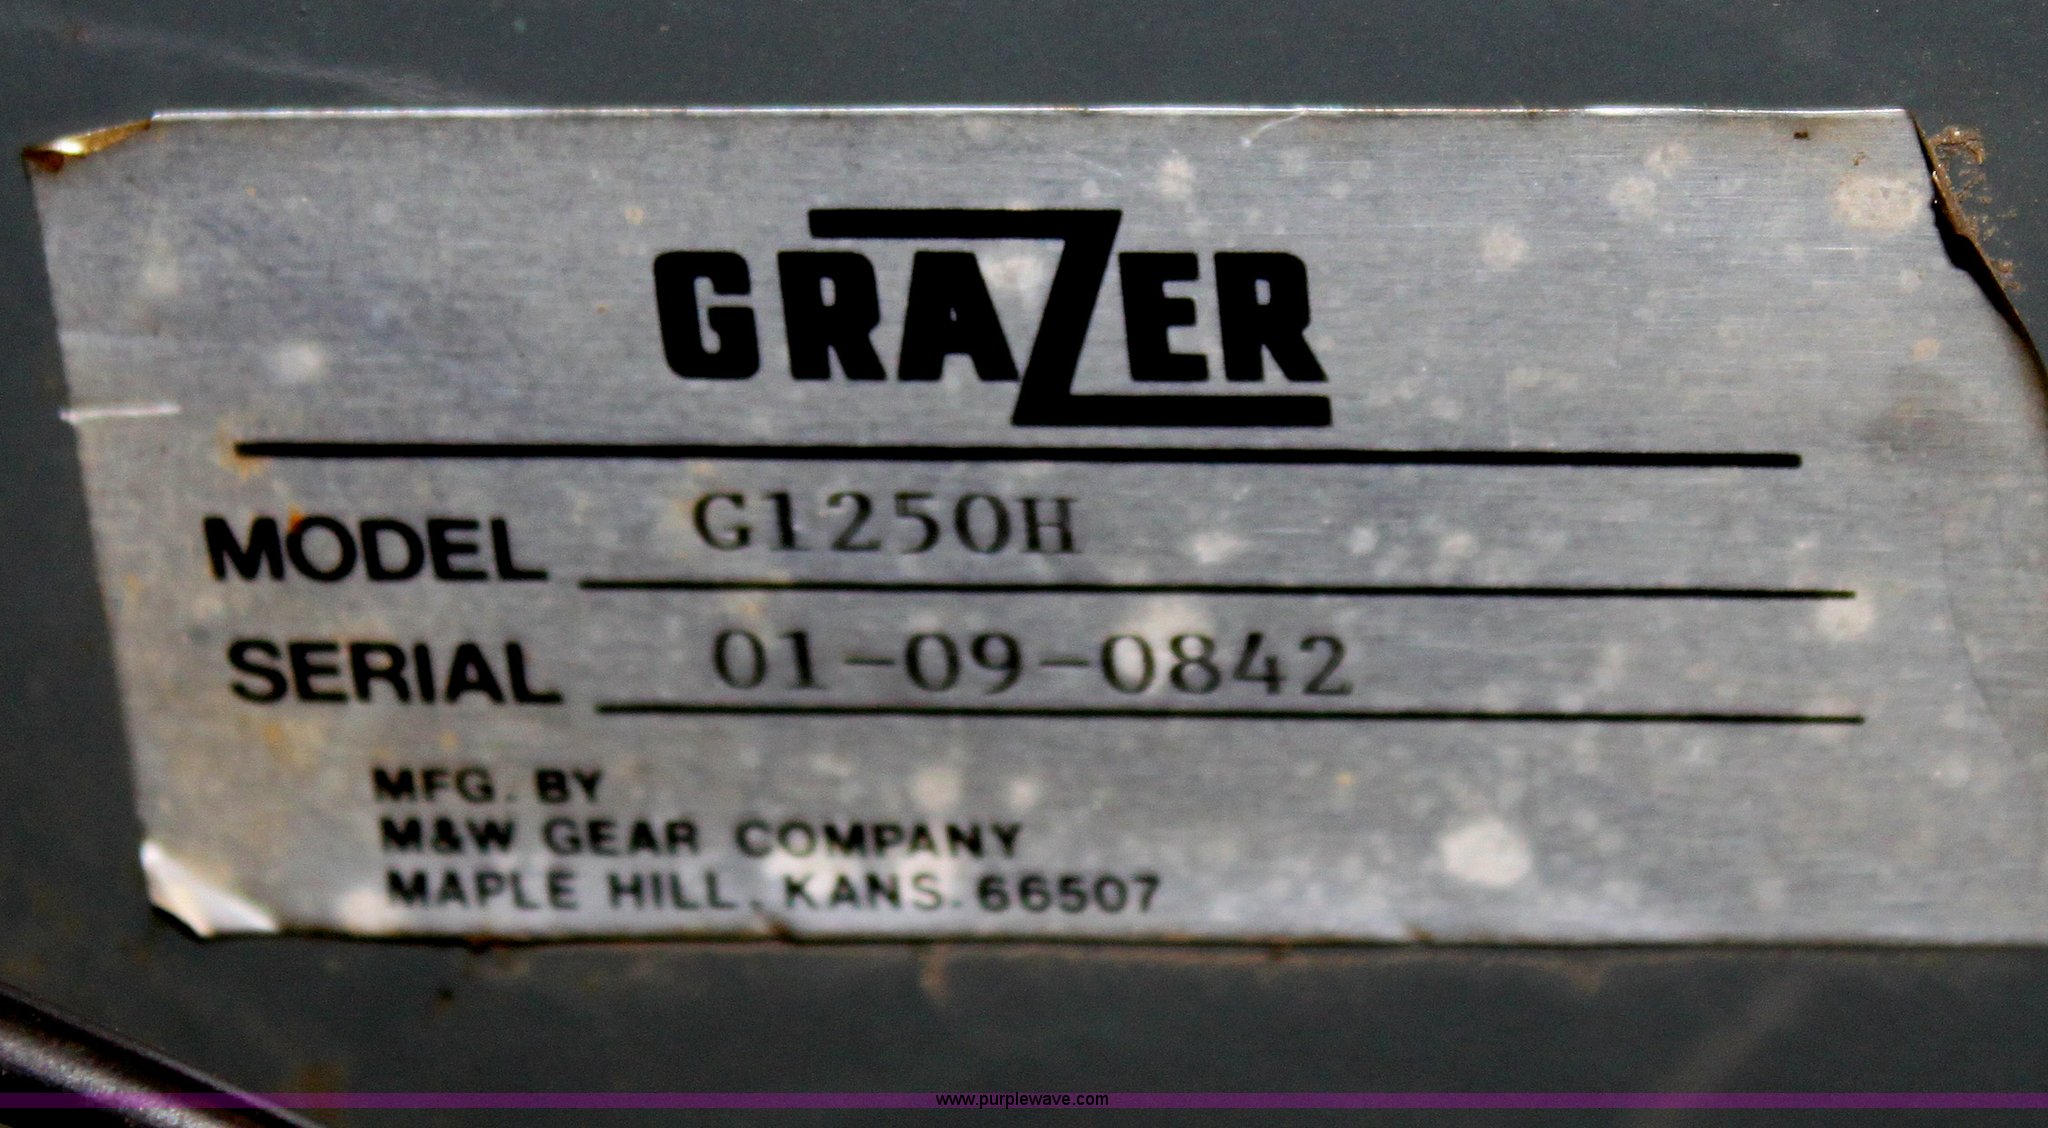 GRAZER
MODEL G1250H
SERIAL 01-09-0842
MFG. BY
M&W GEAR COMPANY
MAPLE HILL, KANS. 66507
www.purplewave.com